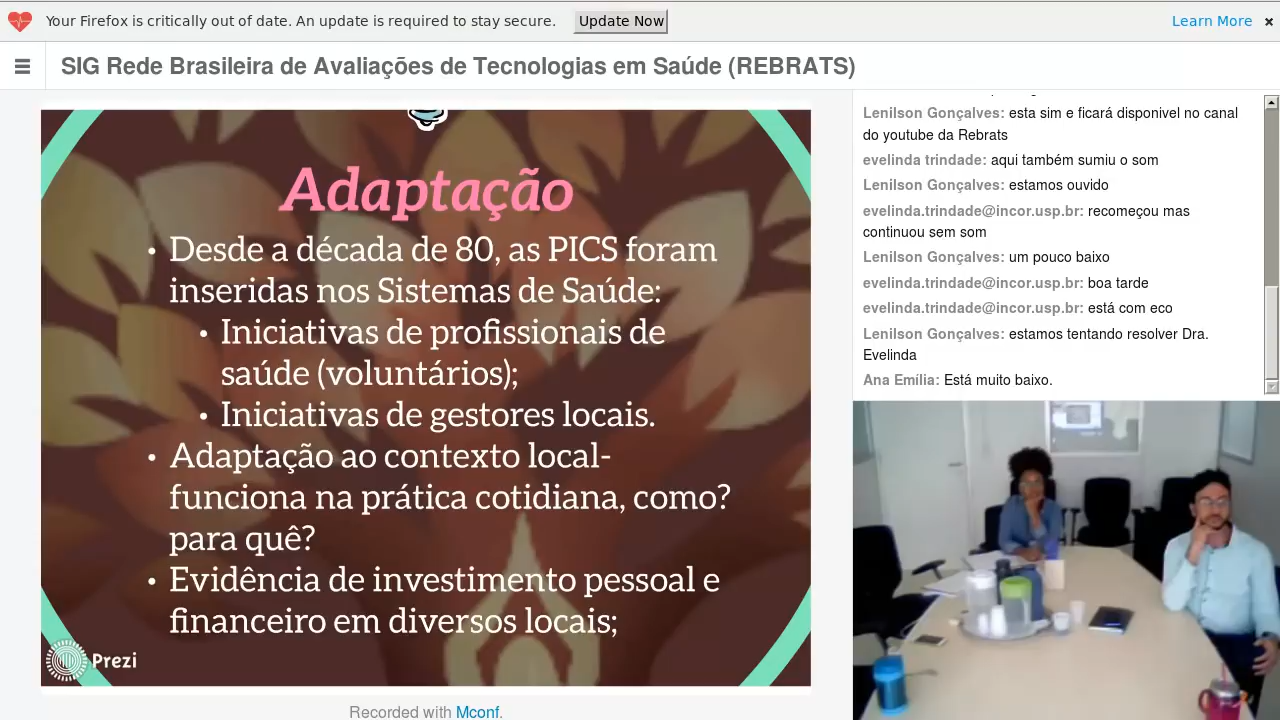 Your Firefox is critically out of date. An update is required to stay secure.
Update Now
Learn More
SIG Rede Brasileira de Avaliações de Tecnologias em Saúde (REBRATS)
Adaptação
• Desde a década de 80, as PICS foram
inseridas nos Sistemas de Saúde:
• Iniciativas de profissionais de
saúde (voluntários);
• Iniciativas de gestores locais.
• Adaptação ao contexto local-
funciona na prática cotidiana, como?
para quê?
• Evidência de investimento pessoal e
financeiro em diversos locais;
Prezi
Recorded with Mconf.
Lenilson Gonçalves: esta sim e ficará disponivel no canal
do youtube da Rebrats
evelinda trindade: aqui também sumiu o som
Lenilson Gonçalves: estamos ouvido
evelinda.trindade@incor.usp.br: recomeçou mas
continuou sem som
Lenilson Gonçalves: um pouco baixo
evelinda.trindade@incor.usp.br: boa tarde
evelinda.trindade@incor.usp.br: está com eco
Lenilson Gonçalves: estamos tentando resolver Dra.
Evelinda
Ana Emília: Está muito baixo.